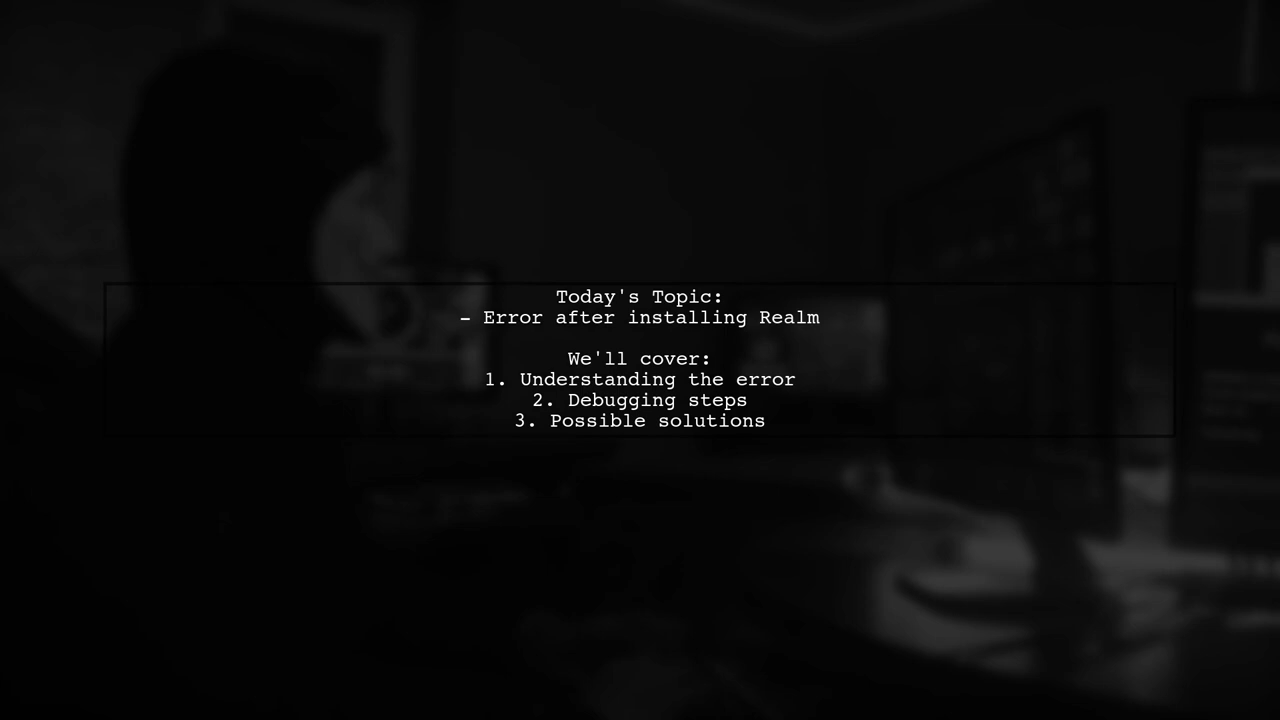 Today's Topic:
- Error after installing Realm
We'll cover:
1. Understanding the error
2. Debugging steps
3. Possible solutions